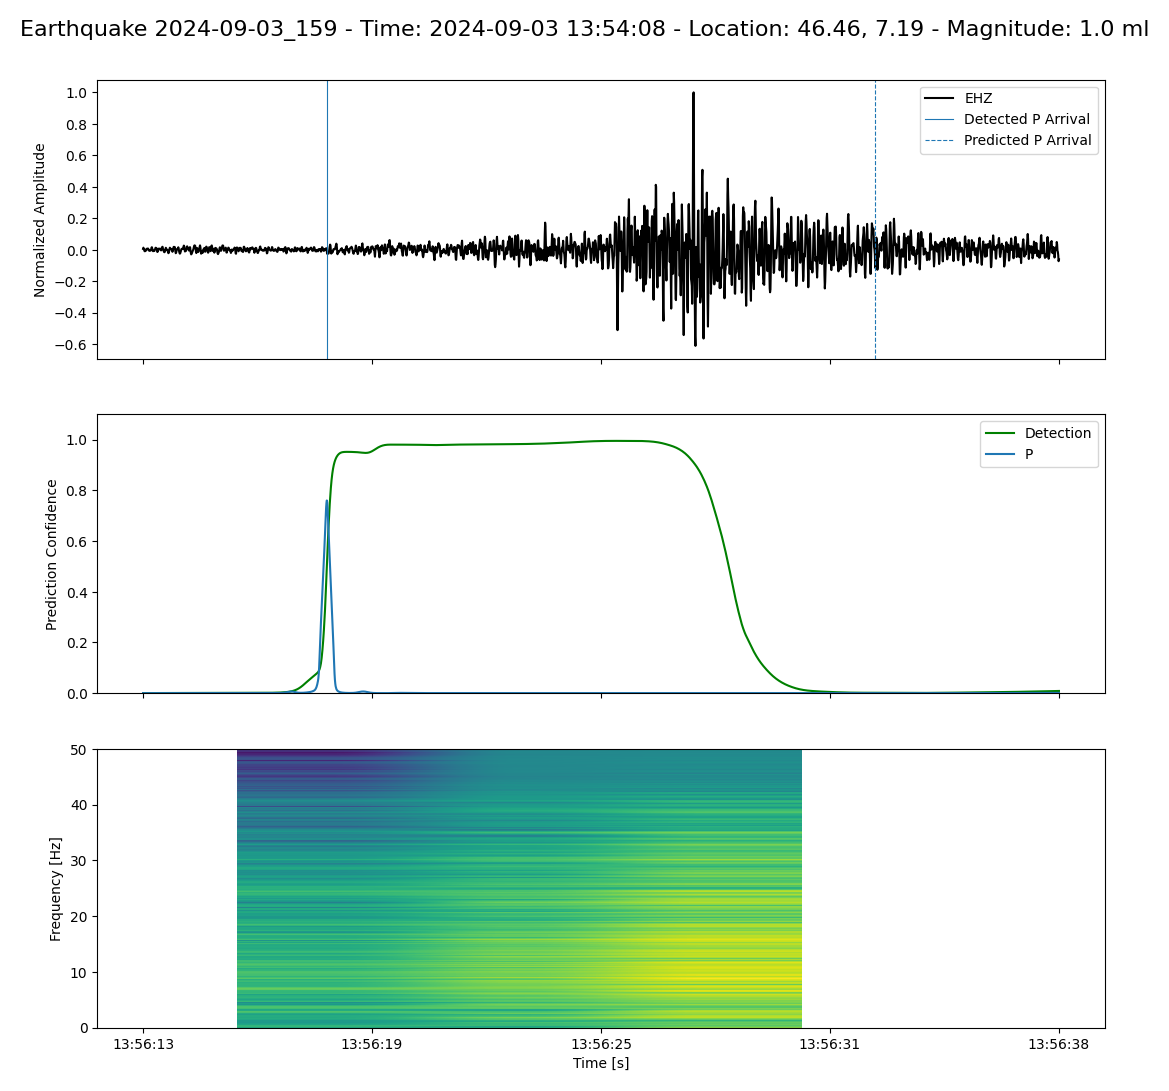 Earthquake 2024-09-03_159 - Time: 2024-09-03 13:54:08 - Location: 46.46, 7.19 - Magnitude: 1.0 ml
Normalized Amplitude
1.0
0.8
0.6
0.4
0.2
0.0
−0.2
−0.4
−0.6
EHZ
Detected P Arrival
Predicted P Arrival
Prediction Confidence
1.0
0.8
0.6
0.4
0.2
0.0
Detection
P
Frequency [Hz]
50
40
30
20
10
0
13:56:13
13:56:19
13:56:25
13:56:31
13:56:38
Time [s]